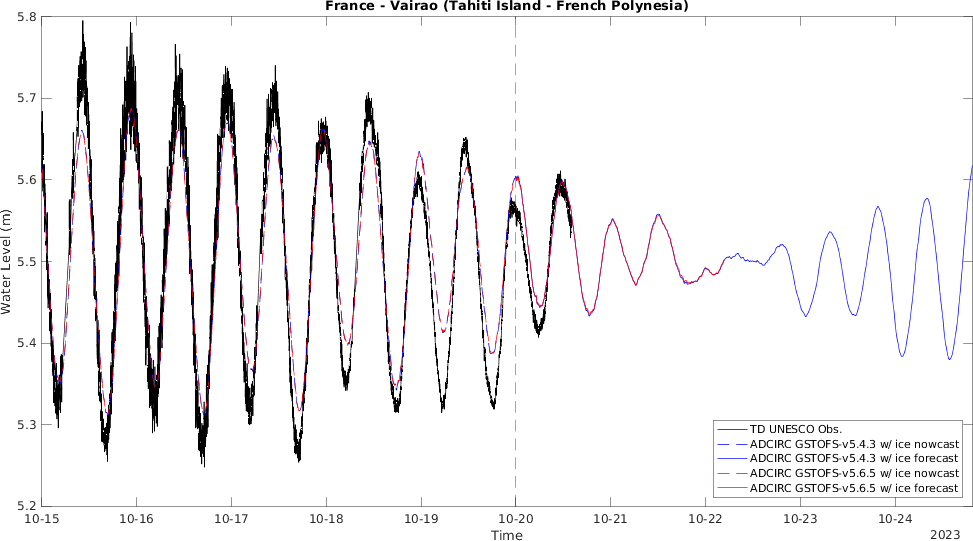 France - Vairao (Tahiti Island - French Polynesia)
5.8
5.7
5.6
5.5
5.4
5.3
5.2
Water Level (m)
TD UNESCO Obs.
ADCIRC GSTOFS-v5.4.3 w/ ice nowcast
ADCIRC GSTOFS-v5.4.3 w/ ice forecast
ADCIRC GSTOFS-v5.6.5 w/ ice nowcast
ADCIRC GSTOFS-v5.6.5 w/ ice forecast
10-15 10-16 10-17 10-18 10-19 10-20 10-21 10-22 10-23 10-24
Time
2023